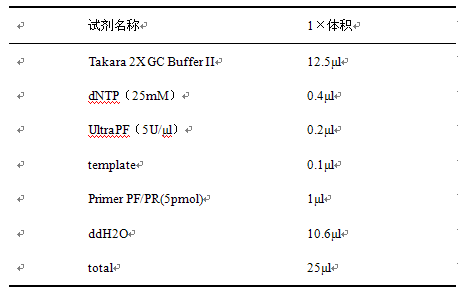 试剂名称 1×体积
Takara 2X GC Buffer II 12.5μl
dNTP（25mM） 0.4μl
UltraPF（5U/μl） 0.2μl
template 0.1μl
Primer PF/PR(5pmol) 1μl
ddH2O 10.6μl
total 25μl